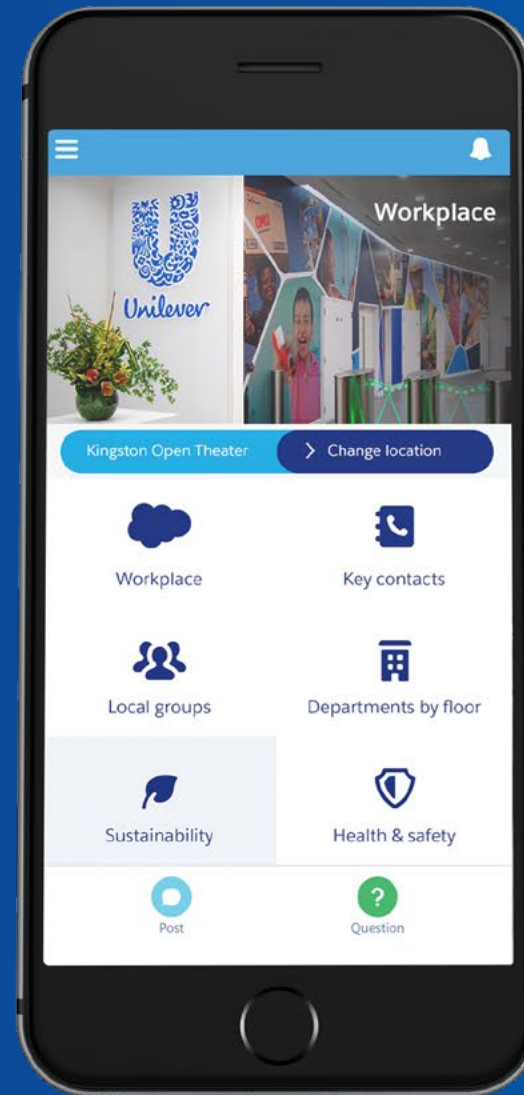 Workplace
Unilever
Kingston Open Theater
Change location
Workplace
Key contacts
Local groups
Departments by floor
Sustainability
Health & safety
?
Post
Question